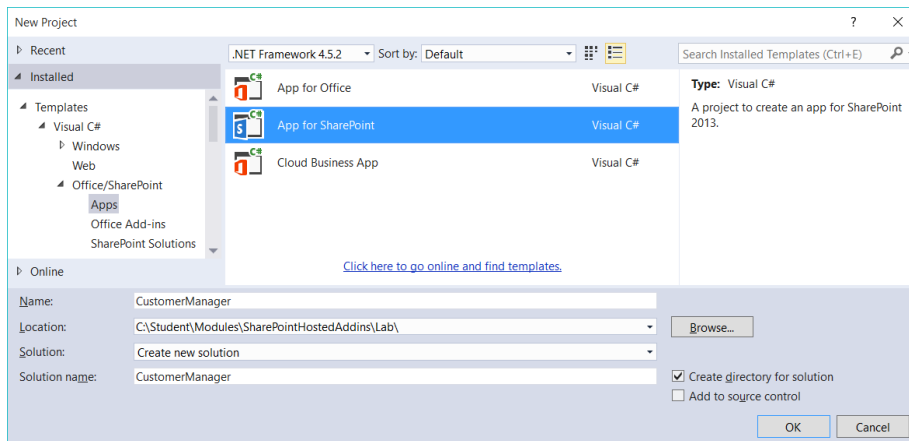 New Project ? ×
Recent
Installed
Templates
Visual C#
Windows
Web
Office/SharePoint
Apps
Office Add-ins
SharePoint Solutions
Online
.NET Framework 4.5.2 Sort by: Default
C# App for Office Visual C#
C# App for SharePoint Visual C#
C# Cloud Business App Visual C#
Click here to go online and find templates.
Search Installed Templates (Ctrl+E)
Type: Visual C#
A project to create an app for SharePoint
2013.
Name: CustomerManager
Location: C:\Student\Modules\SharePointHostedAddins\Lab\ Browse...
Solution: Create new solution
Solution name: CustomerManager
Create directory for solution
Add to source control
OK Cancel